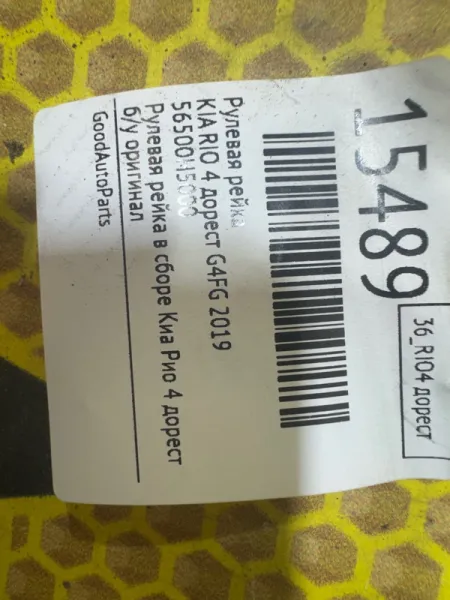 15489
36_RIO4 дорест
Рулевая рейка
KIA RIO 4 дорест G4FG 2019
56500H5000
Рулевая рейка в сборе Киа Рио 4 дорест
б/у оригинал
GoodAutoParts